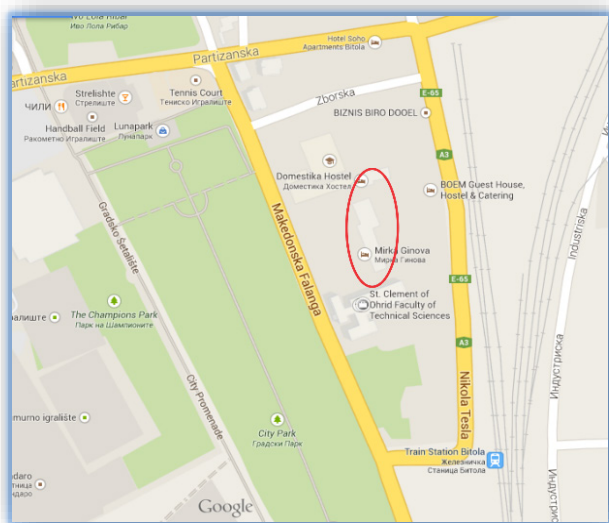 Иво Лола Рибар
Partizanska
Hotel Soho
Apartments Bitola
Partizanska
Strelishte
Стрелиште
Tennis Court
Тениско Игралиште
ЧИЛИ
Handball Field
Ракометно Игралиште
Lunapark
Лунапарк
Zborska
E-65
BIZNIS BIRO DOOEL
A3
Domestika Hostel
Доместика Хостел
BOEM Guest House,
Hostel & Catering
Gradsko Šetalište
Makedonska Falanga
Mirka Ginova
Мирка Гинова
Industriska
E-65
St. Clement of
Ohrid Faculty of
Technical Sciences
The Champions Park
Парк на Шампионите
A3
Nikola Tesla
Индустриска
City Promenade
City Park
Градски Парк
Train Station Bitola
Железничка
Станица Битола
Google